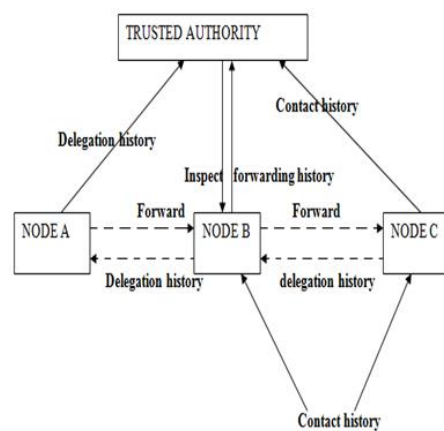 TRUSTED AUTHORITY
Contact history
Delegation history
Inspect forwarding history
Forward Forward
NODE A NODE B NODE C
Delegation history delegation history
Contact history